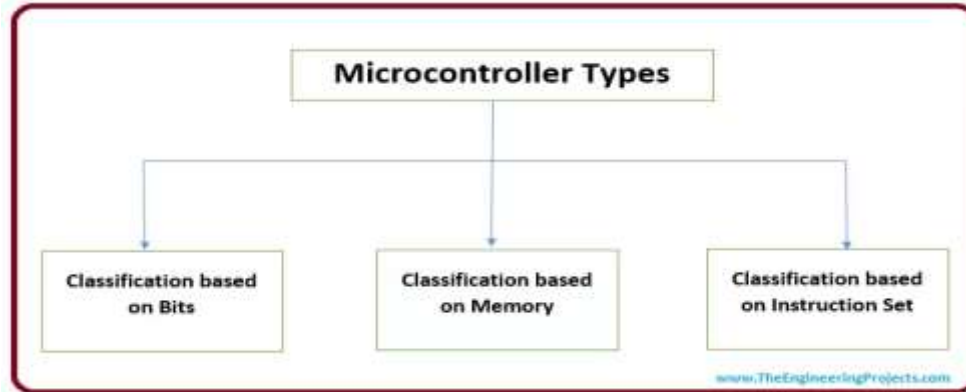 Microcontroller Types
Classification based
on Bits
Classification based
on Memory
Classification based
on Instruction Set
www.TheEngineeringProjects.com